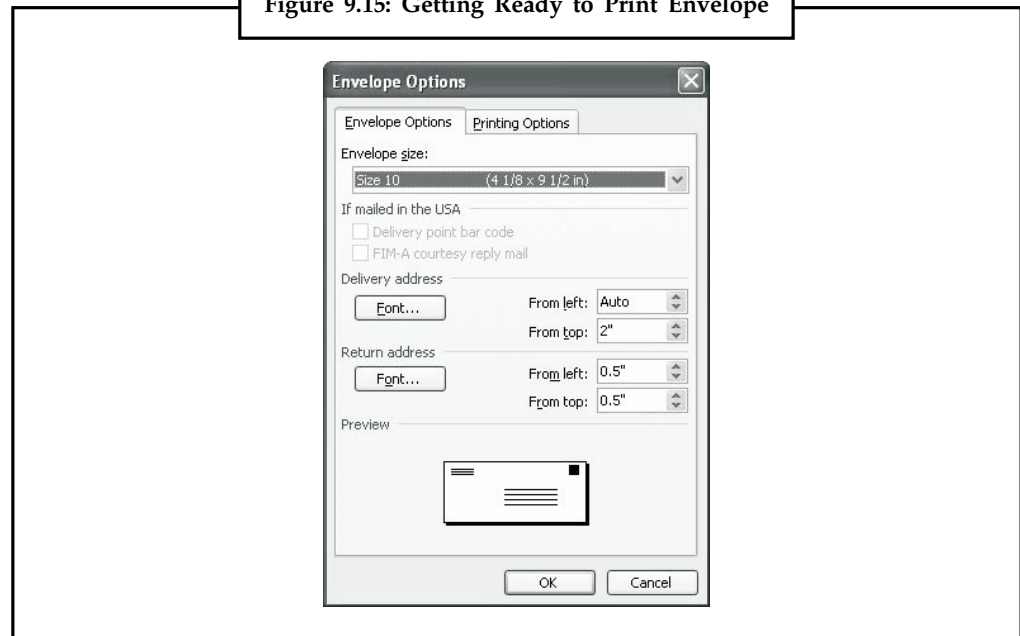 Figure 9.15: Getting Ready to Print Envelope
Envelope Options
Envelope Options Printing Options
Envelope size:
Size 10 (4 1/8 x 9 1/2 in)
If mailed in the USA
Delivery point bar code
FIM-A courtesy reply mail
Delivery address
Font... From left: Auto
From top: 2"
Return address
Font... From left: 0.5"
From top: 0.5"
Preview
OK Cancel